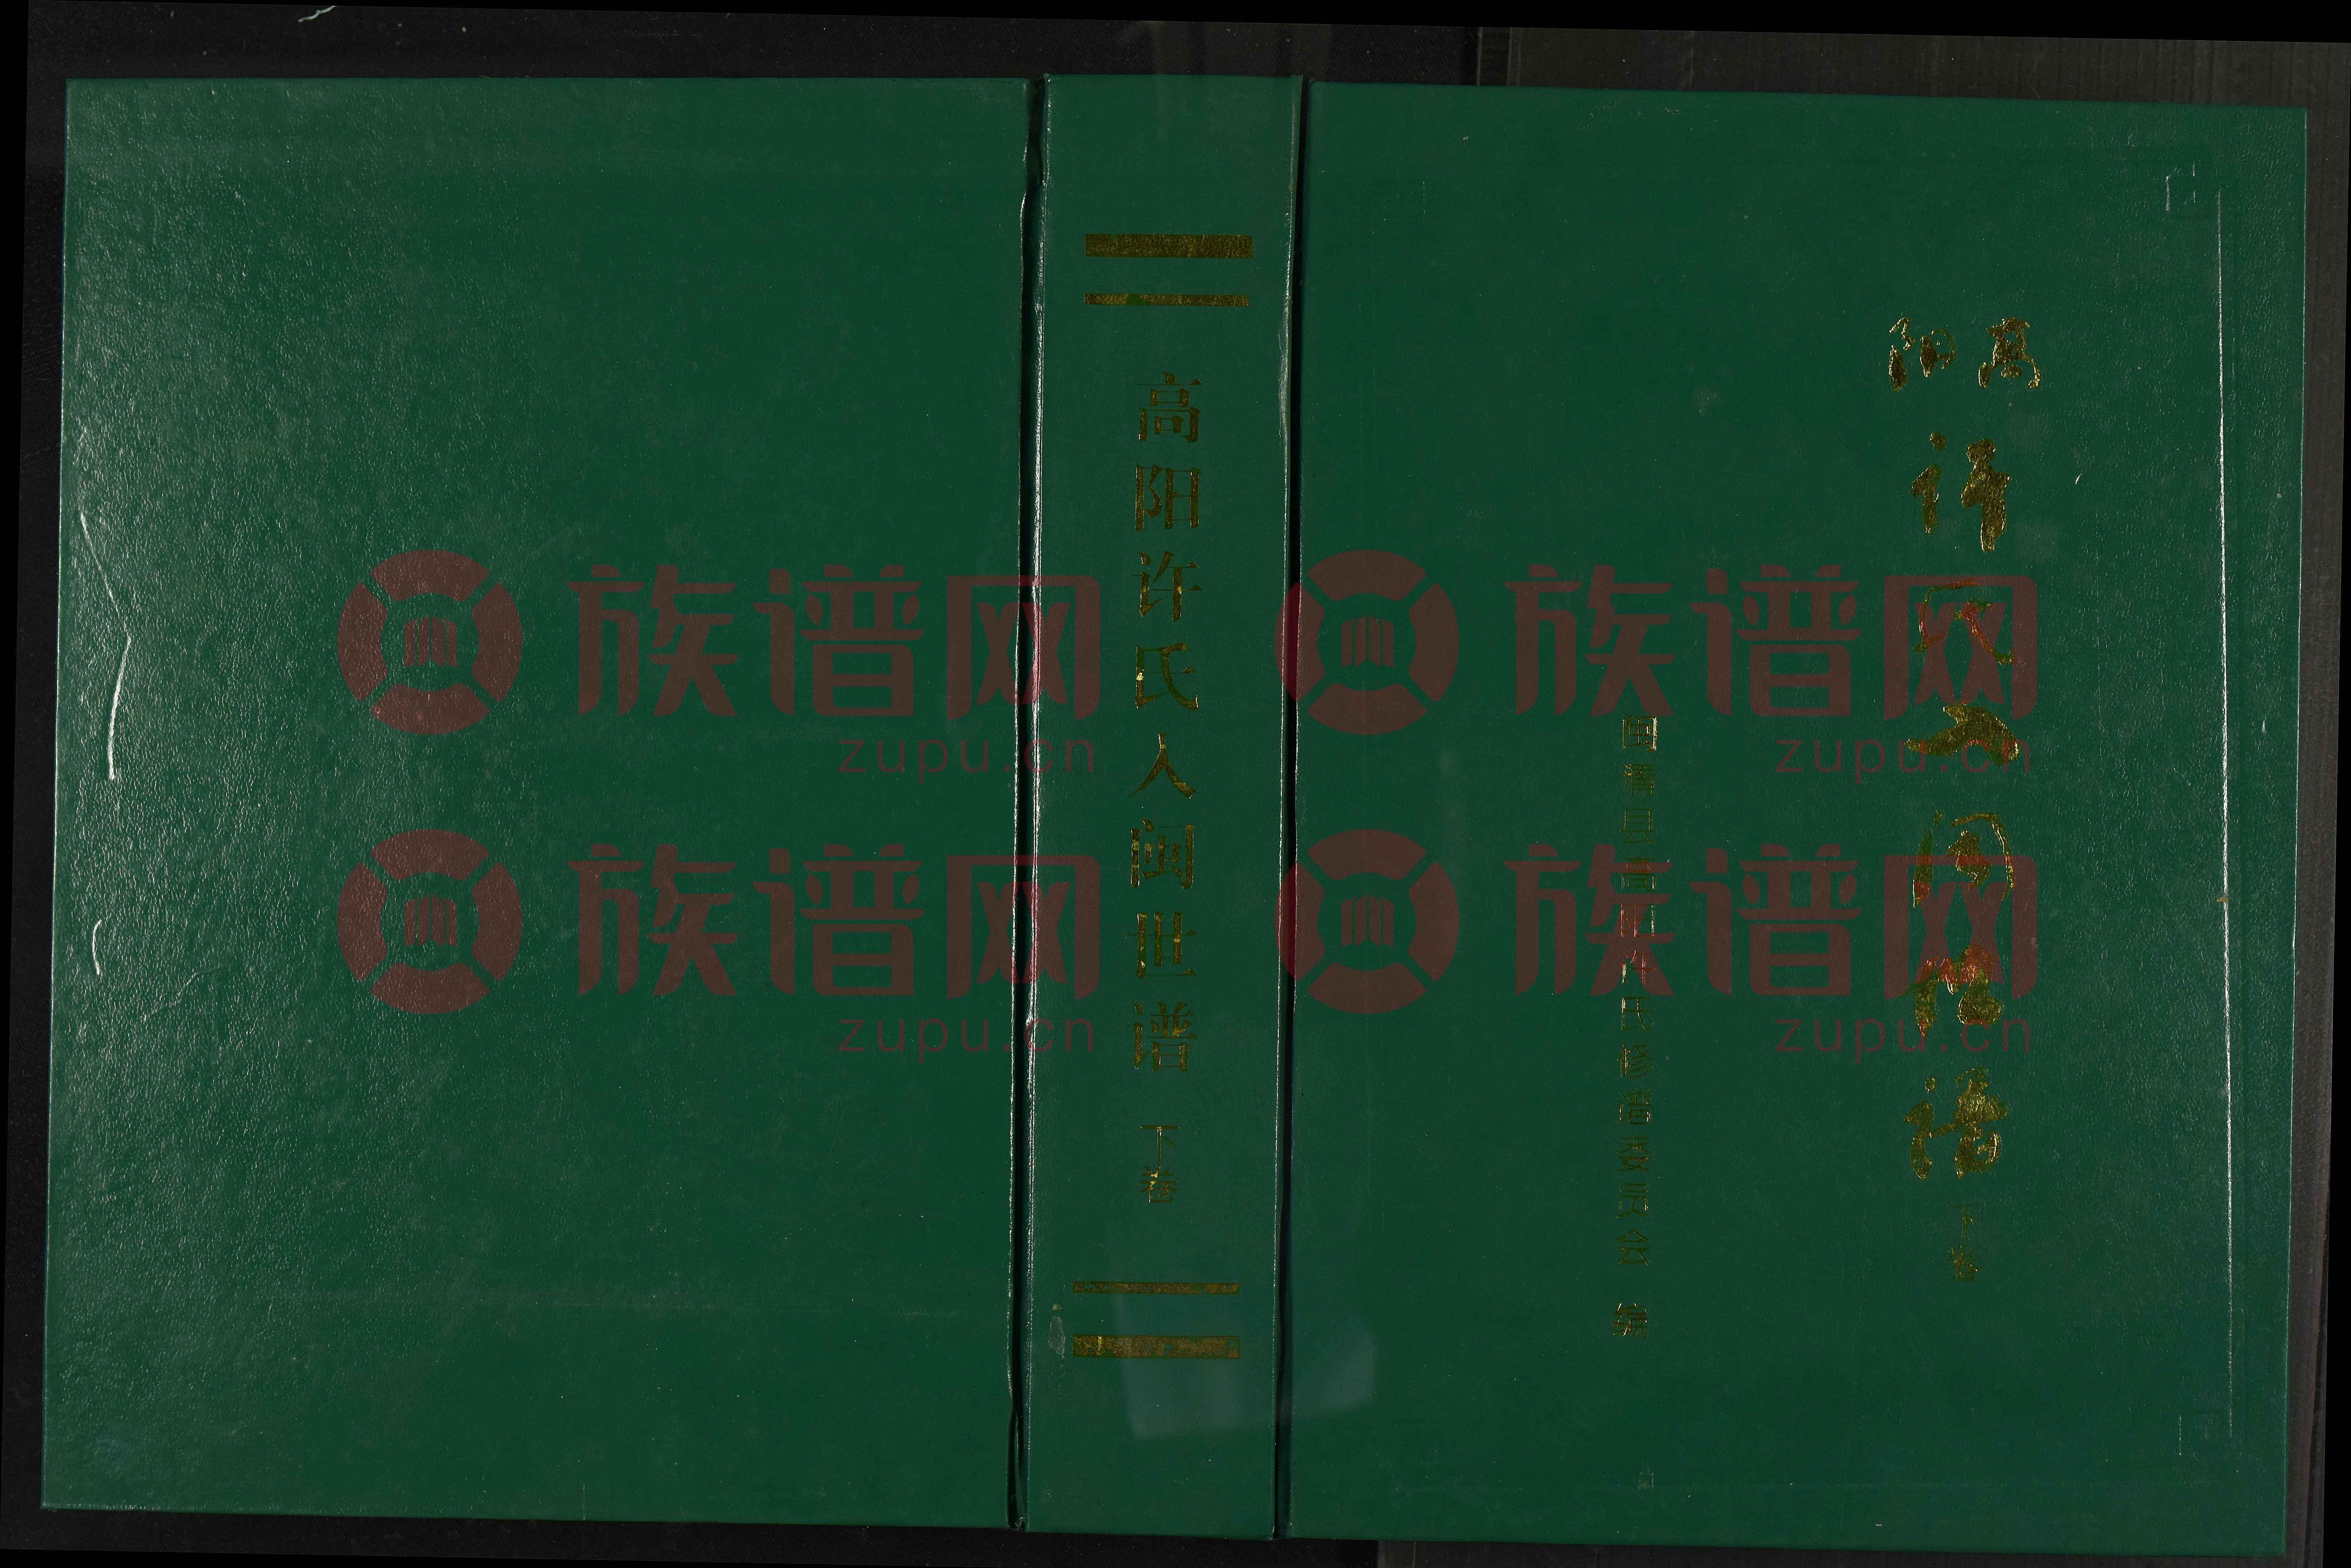 高阳
许氏入闽世谱
下卷
闽清县高阳许氏修谱委员会 编
高阳许氏入闽世谱 下卷
族谱网
zupu.cn
族谱网
zupu.cn
族谱网
zupu.cn
族谱网
zupu.cn